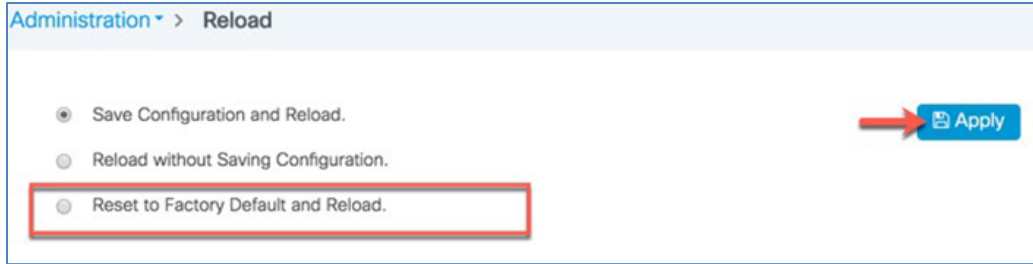 Administration > Reload
Save Configuration and Reload.
Apply
Reload without Saving Configuration.
Reset to Factory Default and Reload.